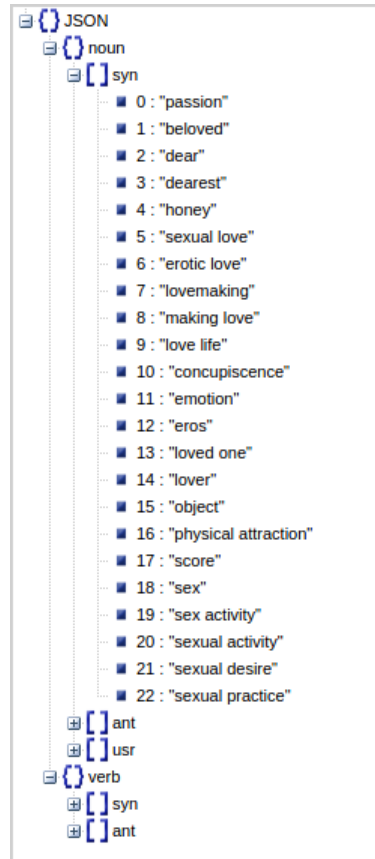 JSON
noun
syn
0 : "passion"
1 : "beloved"
2 : "dear"
3 : "dearest"
4 : "honey"
5 : "sexual love"
6 : "erotic love"
7 : "lovemaking"
8 : "making love"
9 : "love life"
10 : "concupiscence"
11 : "emotion"
12 : "eros"
13 : "loved one"
14 : "lover"
15 : "object"
16 : "physical attraction"
17 : "score"
18 : "sex"
19 : "sex activity"
20 : "sexual activity"
21 : "sexual desire"
22 : "sexual practice"
ant
usr
verb
syn
ant